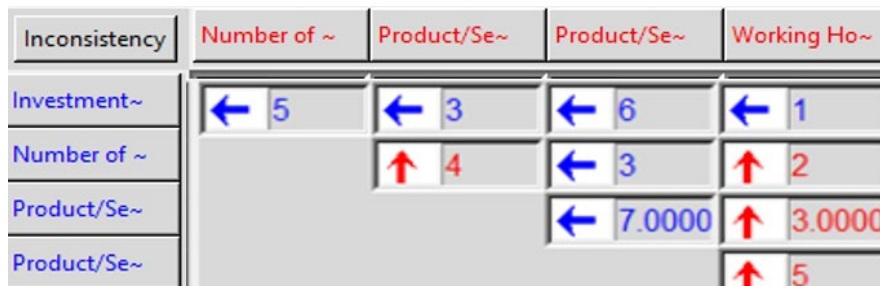 Inconsistency Number of ~ Product/Se~ Product/Se~ Working Ho~
Investment~ 5 3 6 1
Number of ~ 4 3 2
Product/Se~ 7.0000 3.0000
Product/Se~ 5